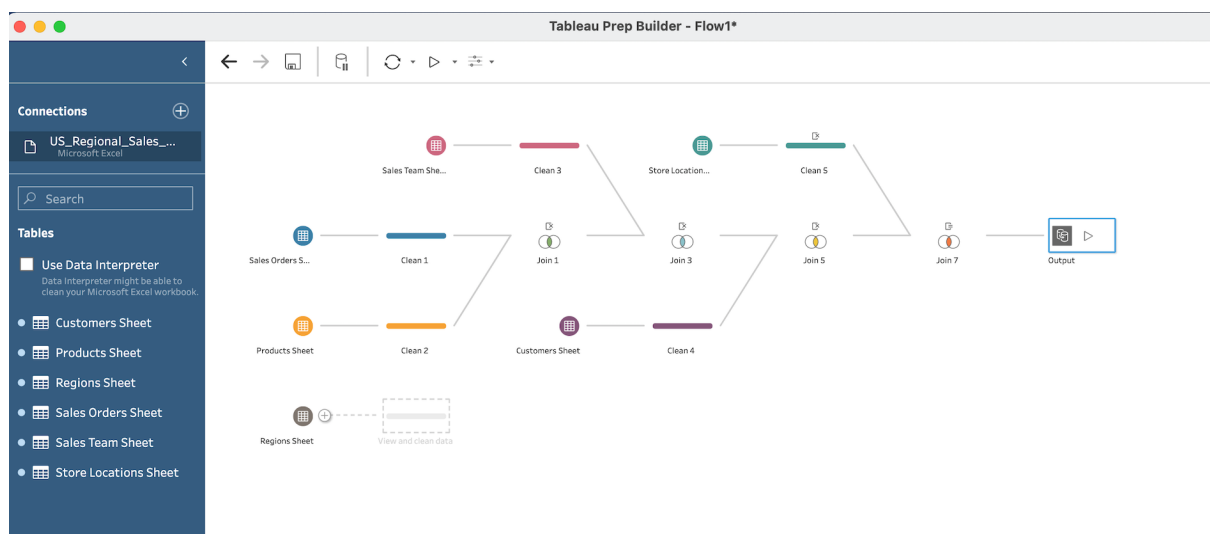 Tableau Prep Builder - Flow1*
Connections
US_Regional_Sales_...
Microsoft Excel
Search
Tables
Use Data Interpreter
Data Interpreter might be able to
clean your Microsoft Excel workbook.
Customers Sheet
Products Sheet
Regions Sheet
Sales Orders Sheet
Sales Team Sheet
Store Locations Sheet
Sales Team She...
Clean 3
Store Location...
Clean 5
Sales Orders S...
Clean 1
Join 1
Join 3
Join 5
Join 7
Output
Products Sheet
Clean 2
Customers Sheet
Clean 4
Regions Sheet
View and clean data